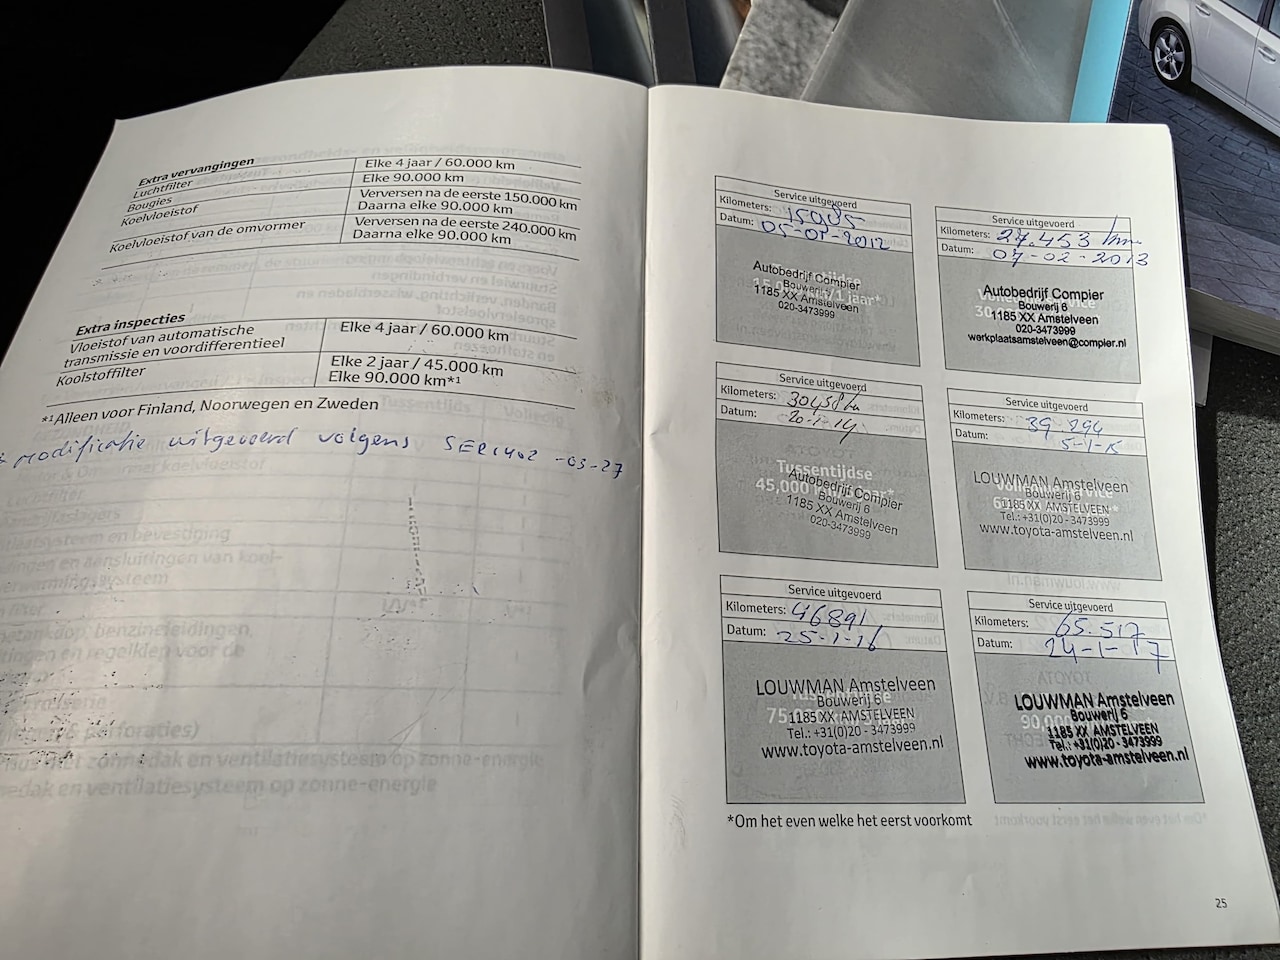 Extra vervangingen
Luchtfilter Elke 4 jaar / 60.000 km
Bougies Elke 90.000 km
Koelvloeistof Verversen na de eerste 150.000 km
Daarna elke 90.000 km
Koelvloeistof van de omvormer Verversen na de eerste 240.000 km
Daarna elke 90.000 km
Extra inspecties
Vloeistof van automatische Elke 4 jaar / 60.000 km
transmissie en voordifferentieel
Koolstoffilter Elke 2 jaar / 45.000 km
Elke 90.000 km*1
*1 Alleen voor Finland, Noorwegen en Zweden
modificatie uitgevoerd volgens
Service uitgevoerd
Kilometers:
Datum: 2012
Tussentijdse
Autobedrijf Compier
Bouwerij 6
1185 XX Amstelveen
020-3473999
Service uitgevoerd
Kilometers: 27.453 km
Datum: 07-02-2013
Autobedrijf Compier
Bouwerij 6
1185 XX Amstelveen
020-3473999
werkplaatsamstelveen@compier.nl
Service uitgevoerd
Kilometers:
Datum: 20-1-14
Tussentijdse
45,000
Autobedrijf Compier
Bouwerij 6
1185 XX Amstelveen
020-3473999
Service uitgevoerd
Kilometers: 39.294
Datum: 5-1-15
LOUWMAN Amstelveen
Bouwerij 6
1185 XX AMSTELVEEN
Tel.: +31(0)20 - 3473999
www.toyota-amstelveen.nl
Service uitgevoerd
Kilometers: 46891
Datum: 25-1-16
LOUWMAN Amstelveen
Bouwerij 6
1185 XX AMSTELVEEN
Tel.: +31(0)20 - 3473999
www.toyota-amstelveen.nl
Service uitgevoerd
Kilometers: 65.517
Datum: 24-1-17
LOUWMAN Amstelveen
Bouwerij 6
1185 XX AMSTELVEEN
Tel.: +31(0)20 - 3473999
www.toyota-amstelveen.nl
*Om het even welke het eerst voorkomt
25